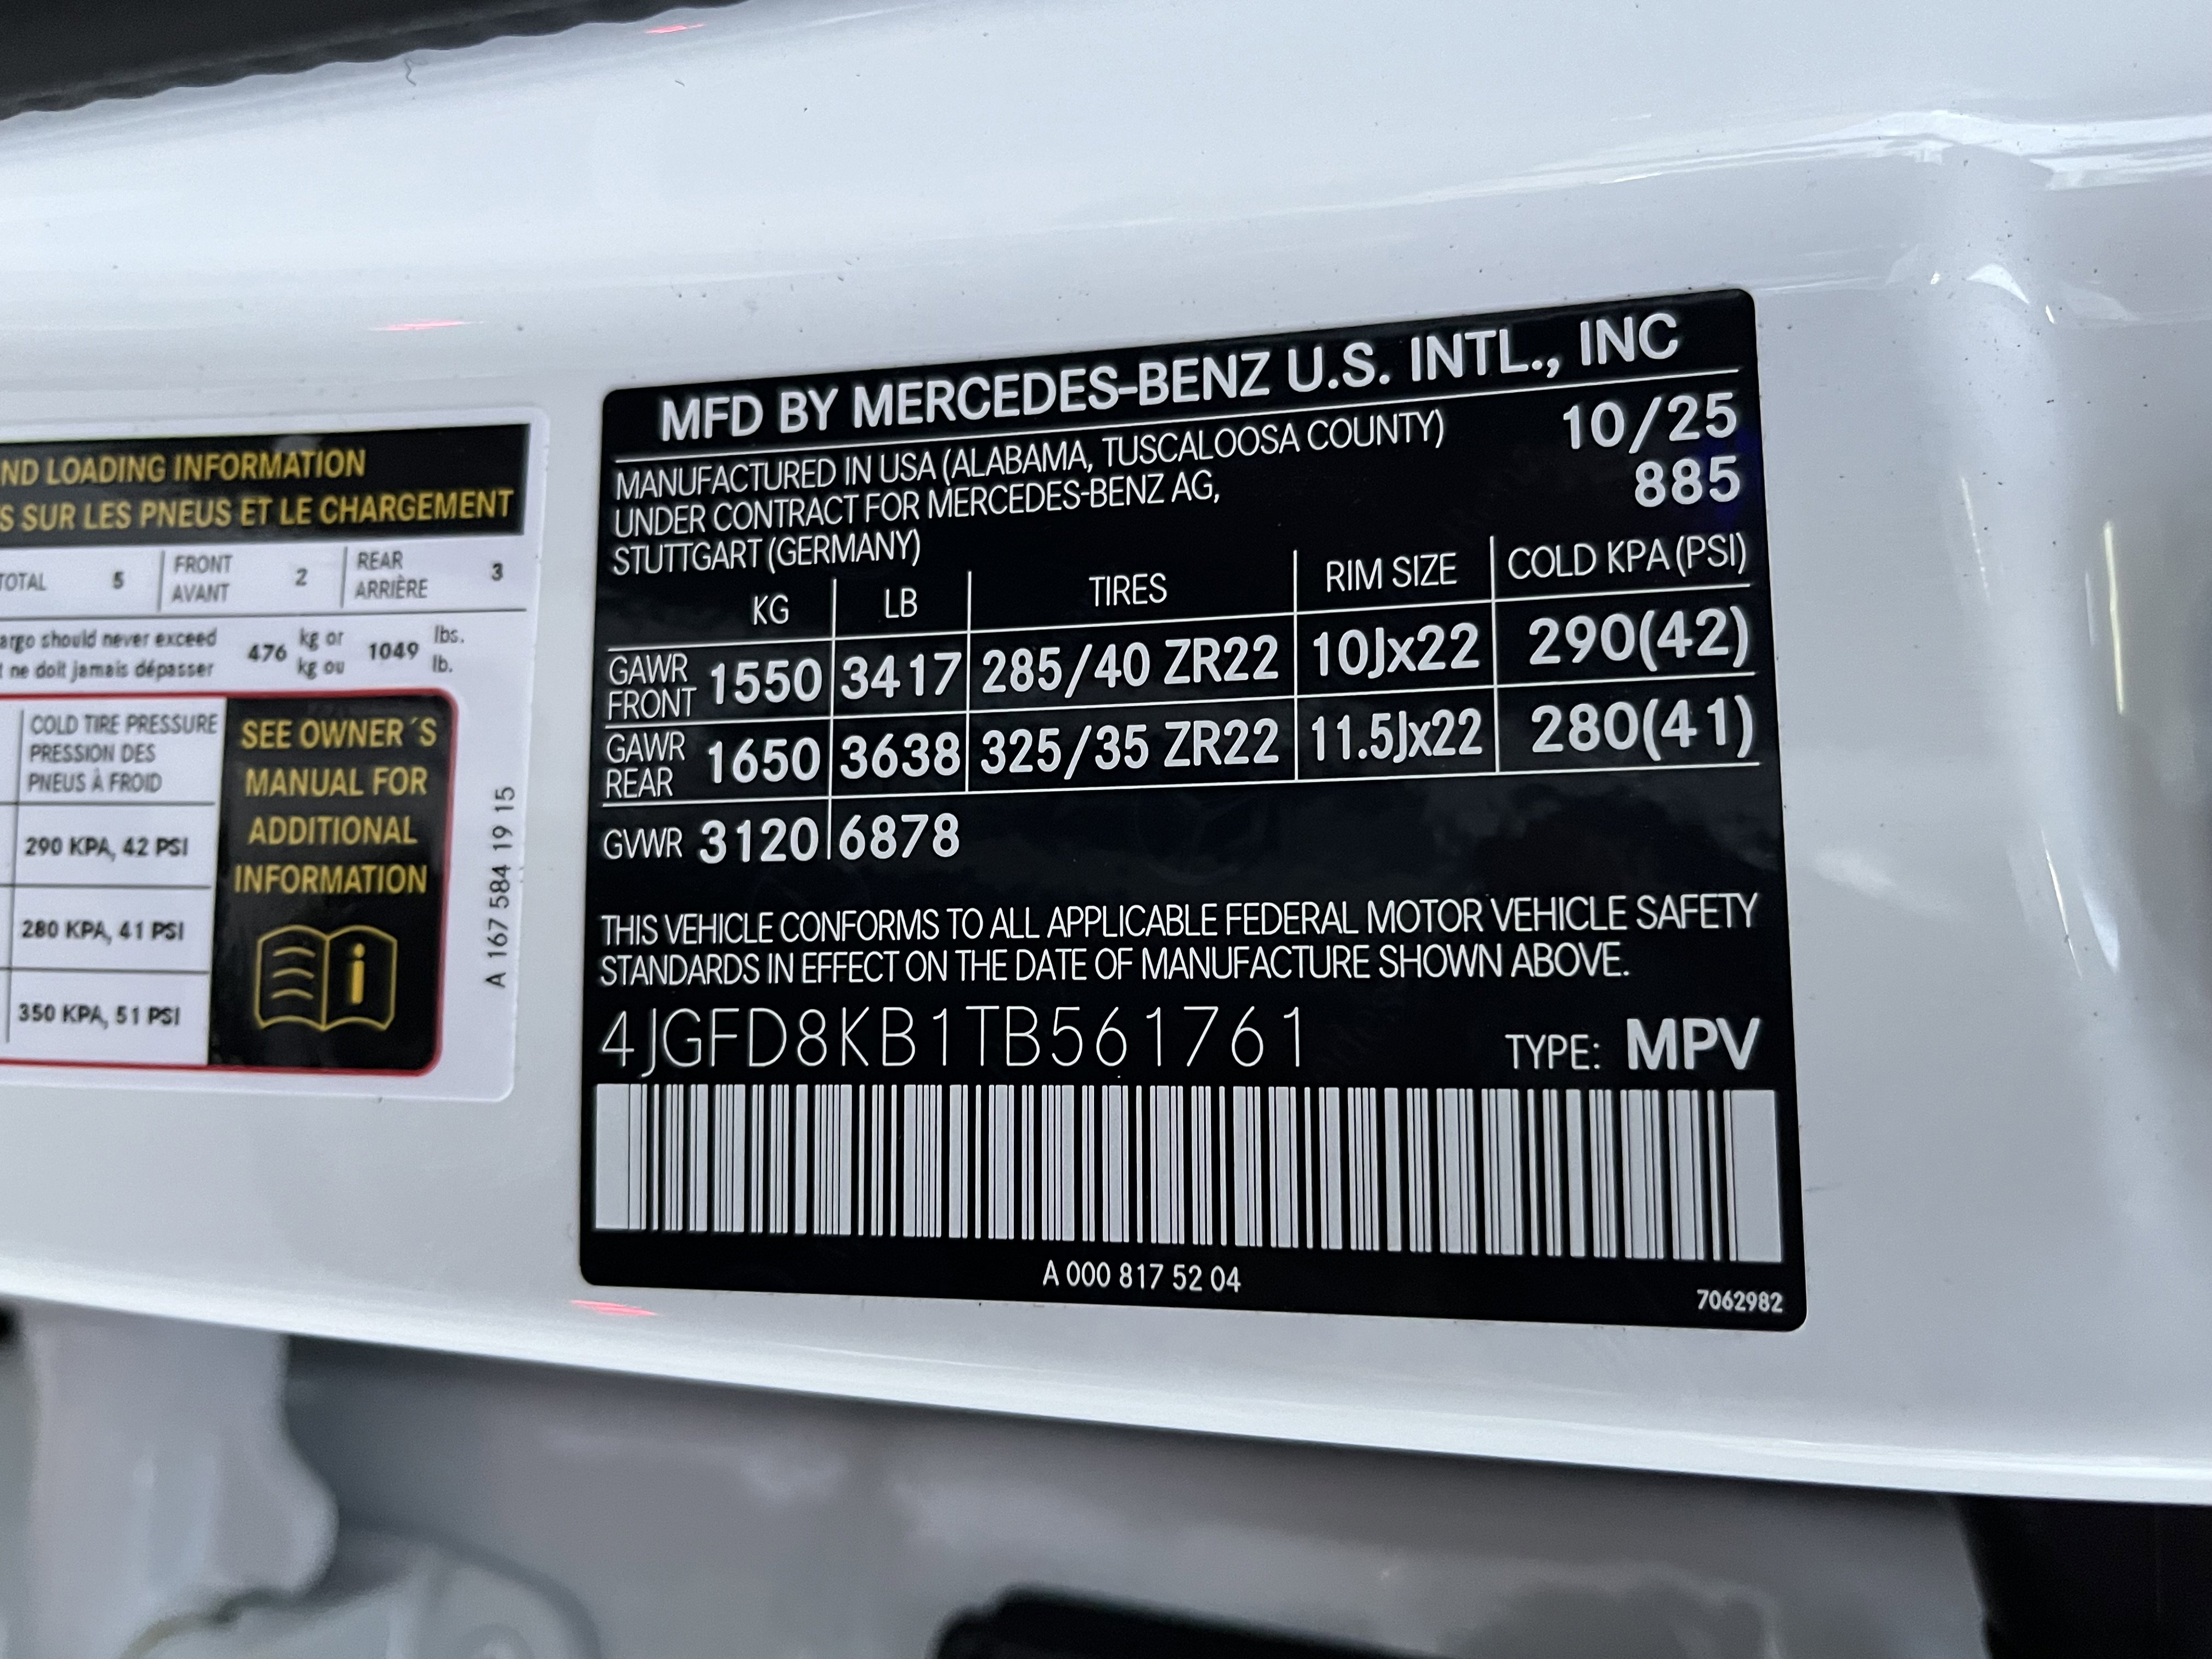 ND LOADING INFORMATION
S SUR LES PNEUS ET LE CHARGEMENT
TOTAL 5 FRONT 2 REAR 3
AVANT ARRIÈRE
argo should never exceed 476 kg or 1049 lbs.
t ne doit jamais dépasser kg ou lb.
COLD TIRE PRESSURE
PRESSION DES
PNEUS À FROID
290 KPA, 42 PSI
280 KPA, 41 PSI
350 KPA, 51 PSI
SEE OWNER´S
MANUAL FOR
ADDITIONAL
INFORMATION
A 167 584 19 15
MFD BY MERCEDES-BENZ U.S. INTL., INC
MANUFACTURED IN USA (ALABAMA, TUSCALOOSA COUNTY) 10/25
UNDER CONTRACT FOR MERCEDES-BENZ AG, 885
STUTTGART (GERMANY)
KG LB TIRES RIM SIZE COLD KPA (PSI)
GAWR FRONT 1550 3417 285/40 ZR22 10Jx22 290(42)
GAWR REAR 1650 3638 325/35 ZR22 11.5Jx22 280(41)
GVWR 3120 6878
THIS VEHICLE CONFORMS TO ALL APPLICABLE FEDERAL MOTOR VEHICLE SAFETY
STANDARDS IN EFFECT ON THE DATE OF MANUFACTURE SHOWN ABOVE.
4JGFD8KB1TB561761 TYPE: MPV
A 000 817 52 04
7062982